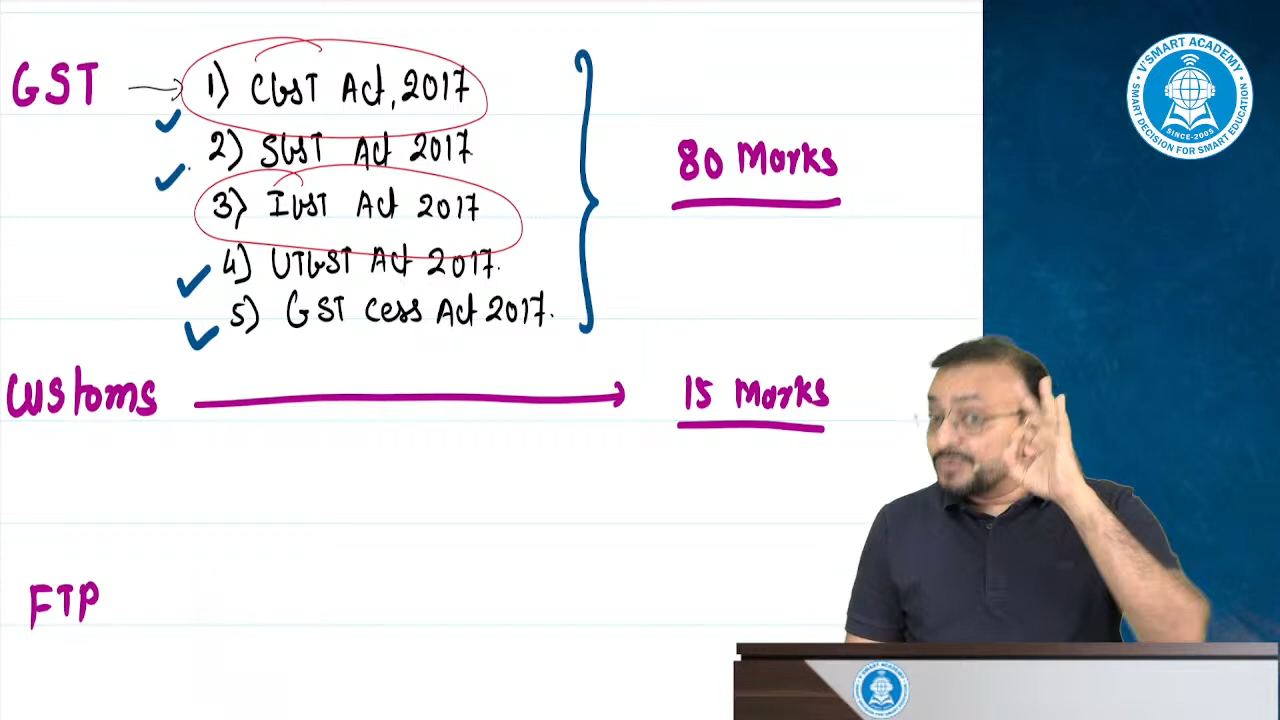 GST → 1) CGST Act, 2017
2) SGST Act 2017
3) IGST Act 2017
4) UTGST Act 2017.
5) GST Cess Act 2017.
80 Marks
Customs → 15 Marks
FTP
V'SMART ACADEMY
SINCE-2005
SMART DECISION FOR SMART EDUCATION